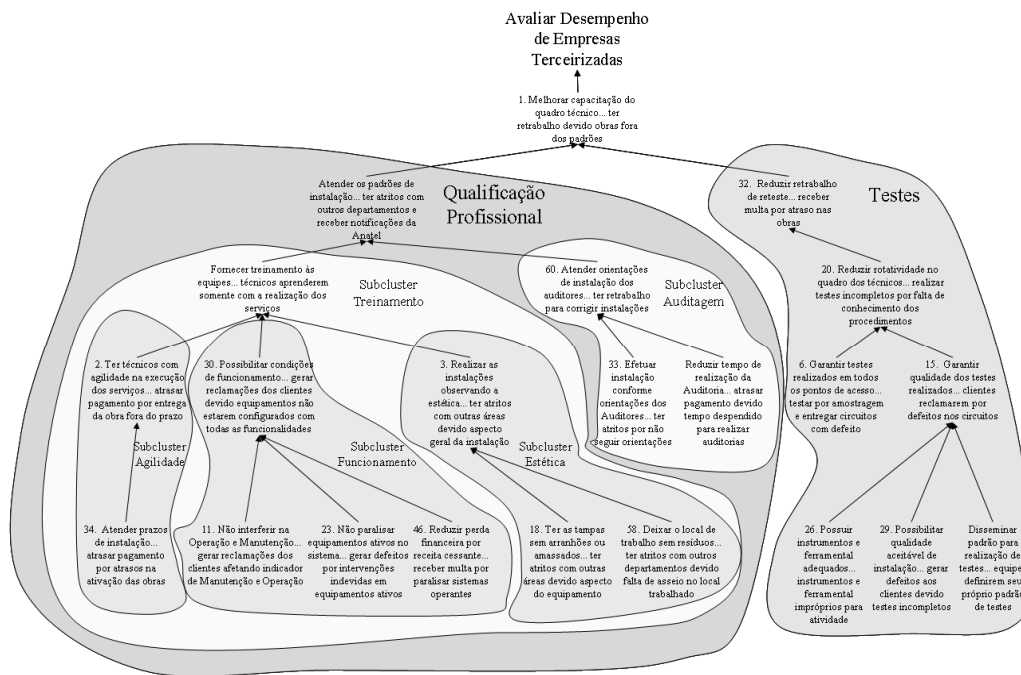 Avaliar Desempenho
de Empresas
Terceirizadas
1. Melhorar capacitação do
quadro técnico... ter
retrabalho devido obras fora
dos padrões
Atender os padrões de
instalação... ter atritos com
outros departamentos e
receber notificações da
Anatel
Qualificação
Profissional
32. Reduzir retrabalho
de reteste... receber
multa por atraso nas
obras
Testes
Fornecer treinamento às
equipes... técnicos aprenderem
somente com a realização dos
serviços
Subcluster
Treinamento
60. Atender orientações
de instalação dos
auditores... ter retrabalho
para corrigir instalações
Subcluster
Auditagem
20. Reduzir rotatividade no
quadro dos técnicos... realizar
testes incompletos por falta de
conhecimento dos
procedimentos
2. Ter técnicos com
agilidade na execução
dos serviços... atrasar
pagamento por entrega
da obra fora do prazo
Subcluster
Agilidade
30. Possibilitar condições
de funcionamento... gerar
reclamações dos clientes
devido equipamentos não
estarem configurados com
todas as funcionalidades
Subcluster
Funcionamento
3. Realizar as
instalações
observando a
estética... ter atritos
com outras áreas
devido aspecto
geral da instalação
Subcluster
Estética
33. Efetuar
instalação
conforme
orientações dos
Auditores... ter
atritos por não
seguir orientações
Reduzir tempo de
realização da
Auditoria... atrasar
pagamento devido
tempo despendido
para realizar
auditorias
6. Garantir testes
realizados em todos
os pontos de acesso...
testar por amostragem
e entregar circuitos
com defeito
15. Garantir
qualidade dos testes
realizados... clientes
reclamarem por
defeitos nos circuitos
34. Atender prazos
de instalação...
atrasar pagamento
por atrasos na
ativação das obras
11. Não interferir na
Operação e Manutenção...
gerar reclamações dos
clientes afetando indicador
de Manutenção e Operação
23. Não paralisar
equipamentos ativos no
sistema... gerar defeitos
por intervenções
indevidas em
equipamentos ativos
46. Reduzir perda
financeira por
receita cessante...
receber multa por
paralisar sistemas
operantes
18. Ter as tampas
sem arranhões ou
amassados... ter
atritos com outras
áreas devido aspecto
do equipamento
58. Deixar o local de
trabalho sem resíduos... ter
atritos com outros
departamentos devido
falta de asseio no local
trabalhado
26. Possuir
instrumentos e
ferramental
adequados...
instrumentos e
ferramental
impróprios para
atividade
29. Possibilitar
qualidade
aceitável de
instalação... gerar
defeitos aos
clientes devido
testes incompletos
Disseminar
padrão para
realização de
testes... equipe
definirem seu
próprio padrão
de testes